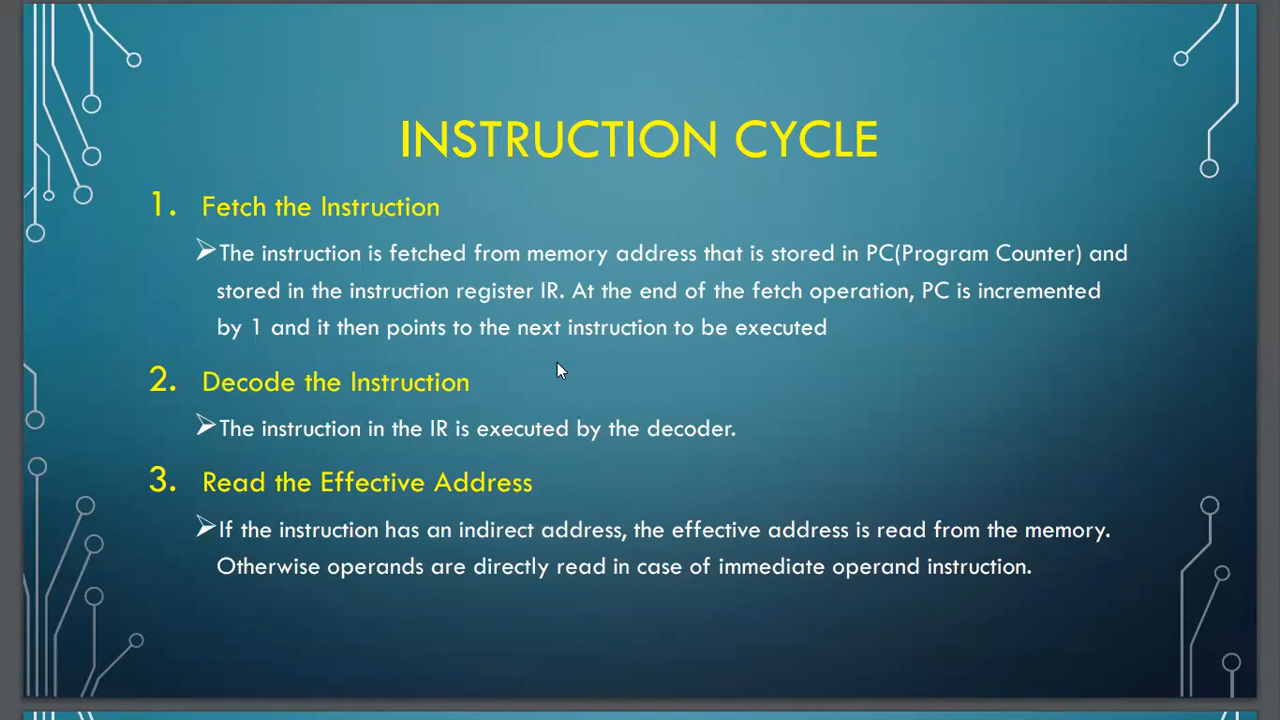 INSTRUCTION CYCLE
1. Fetch the Instruction
➤The instruction is fetched from memory address that is stored in PC(Program Counter) and
stored in the instruction register IR. At the end of the fetch operation, PC is incremented
by 1 and it then points to the next instruction to be executed
2. Decode the Instruction
➤The instruction in the IR is executed by the decoder.
3. Read the Effective Address
➤If the instruction has an indirect address, the effective address is read from the memory.
Otherwise operands are directly read in case of immediate operand instruction.